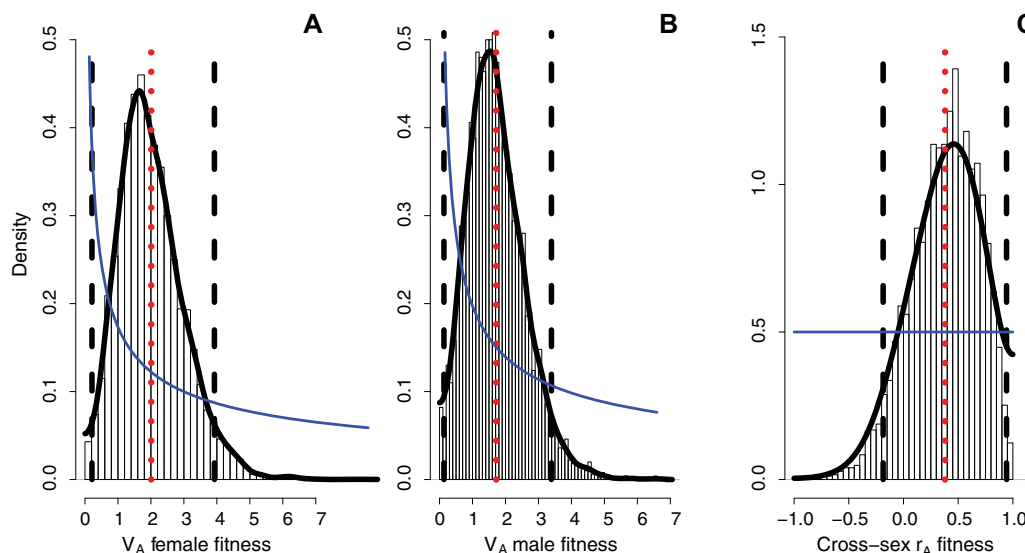 A
B
C
Density
0.0 0.1 0.2 0.3 0.4 0.5
0 1 2 3 4 5 6 7
V_A female fitness
0.0 0.1 0.2 0.3 0.4 0.5
0 1 2 3 4 5 6 7
V_A male fitness
0.0 0.5 1.0 1.5
−1.0 −0.5 0.0 0.5 1.0
Cross−sex r_A fitness